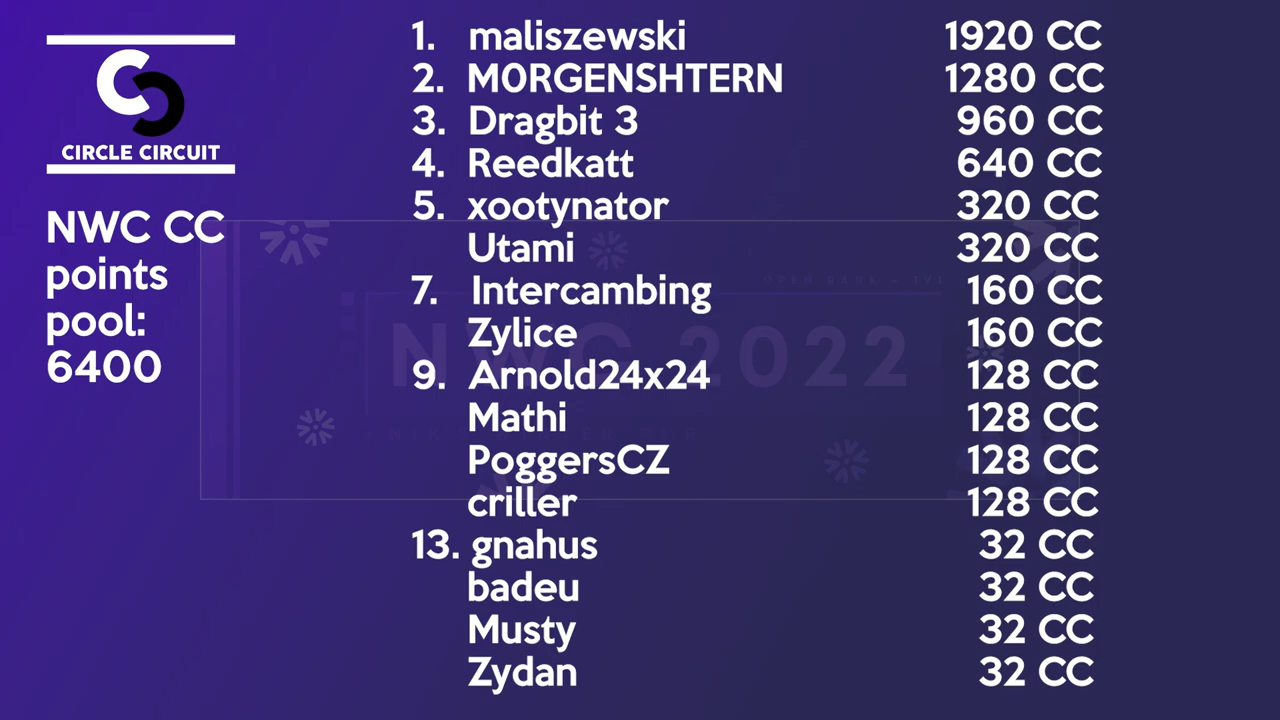 CIRCLE CIRCUIT
NWC CC
points
pool:
6400
1. maliszewski 1920 CC
2. M0RGENSHTERN 1280 CC
3. Dragbit 3 960 CC
4. Reedkatt 640 CC
5. xootynator 320 CC
Utami 320 CC
7. Intercambing 160 CC
Zylice 160 CC
9. Arnold24x24 128 CC
Mathi 128 CC
PoggersCZ 128 CC
criller 128 CC
13. gnahus 32 CC
badeu 32 CC
Musty 32 CC
Zydan 32 CC
NWC 2022